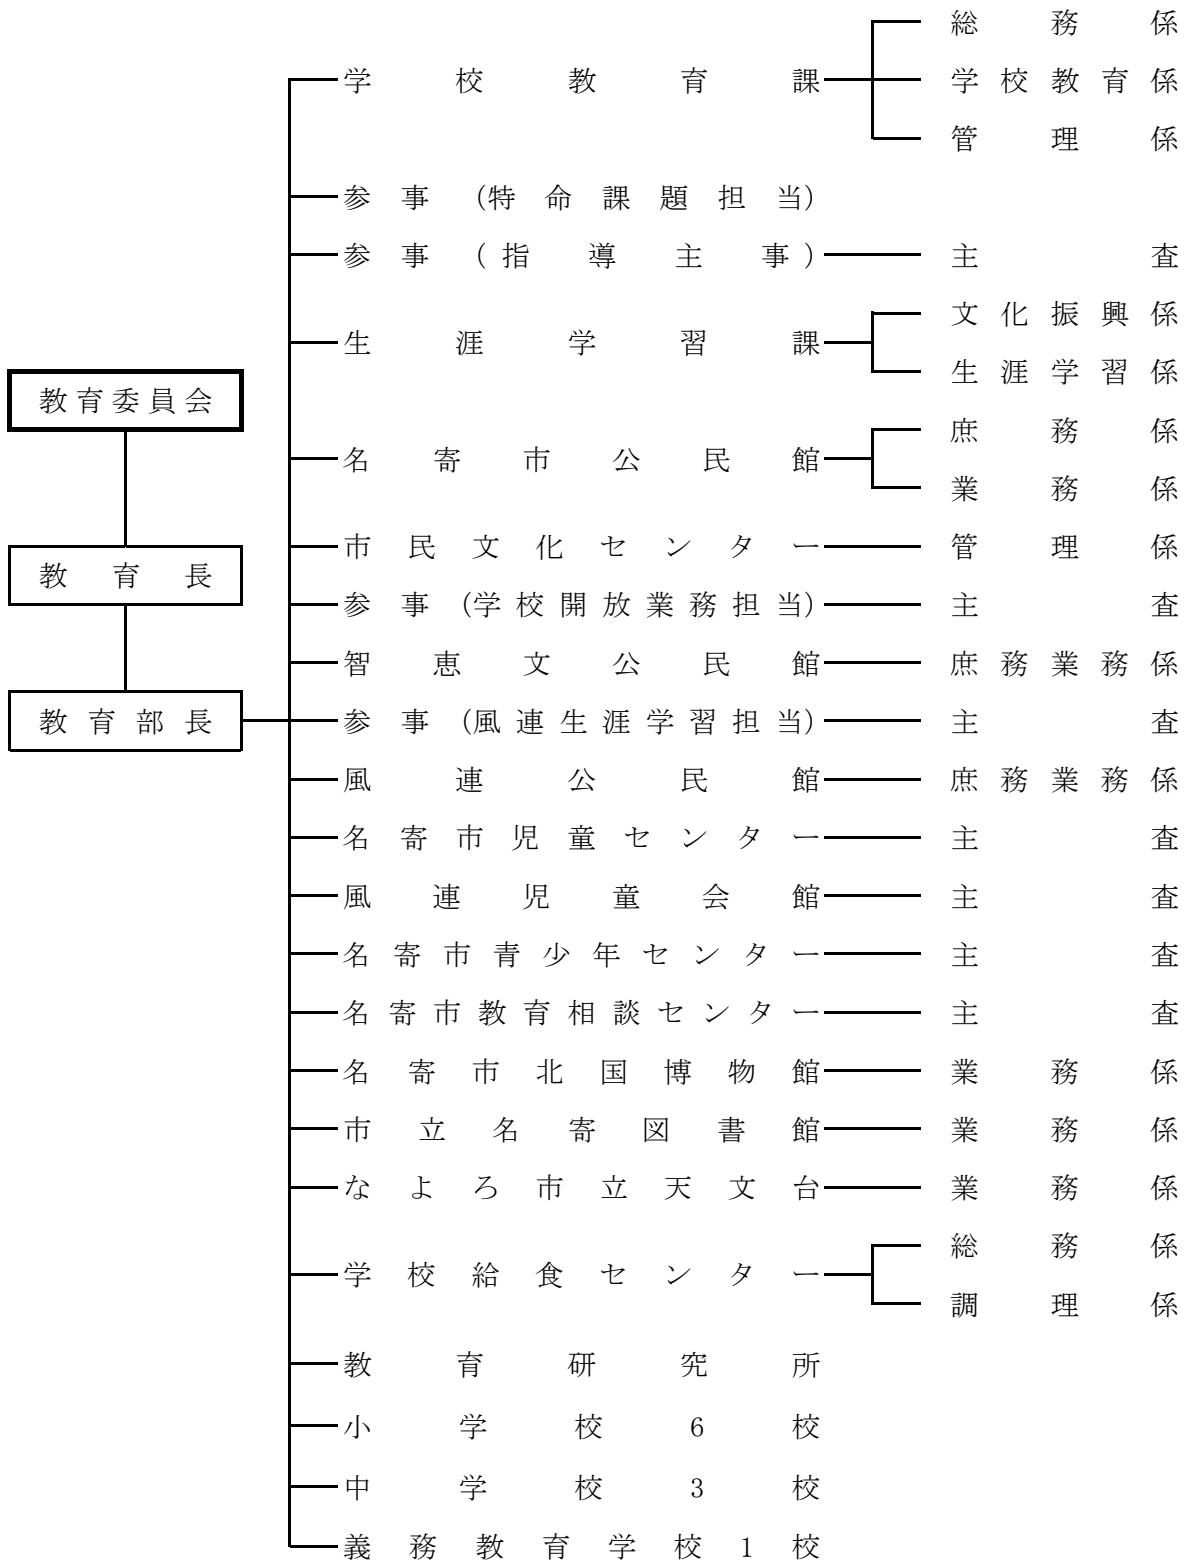 総務係
学校教育課 学校教育係
管理係
参事(特命課題担当)
参事(指導主事) 主査
文化振興係
生涯学習課
生涯学習係
教育委員会
庶務係
名寄市公民館
業務係
市民文化センター 管理係
教育長
参事(学校開放業務担当) 主査
智恵文公民館 庶務業務係
教育部長 参事(風連生涯学習担当) 主査
風連公民館 庶務業務係
名寄市児童センター 主査
風連児童会館 主査
名寄市青少年センター 主査
名寄市教育相談センター 主査
名寄市北国博物館 業務係
市立名寄図書館 業務係
なよろ市立天文台 業務係
総務係
学校給食センター
調理係
教育研究所
小学校6校
中学校3校
義務教育学校1校